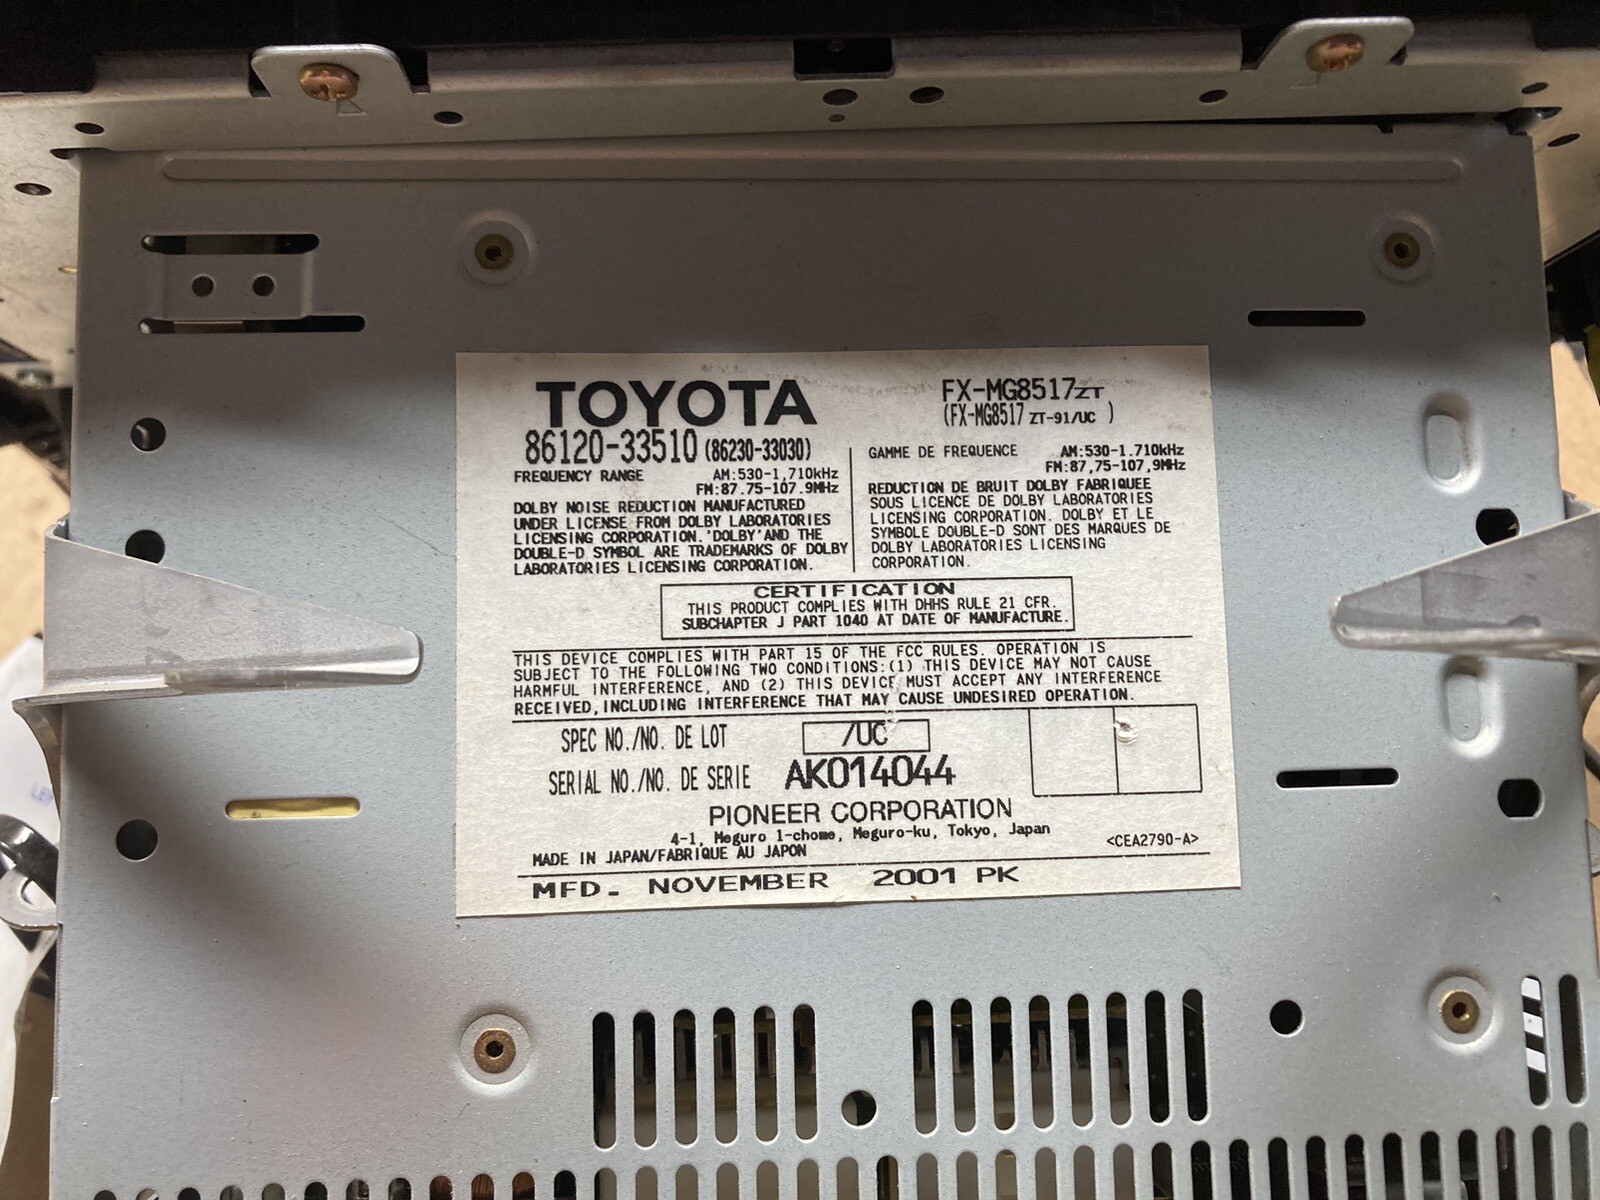 TOYOTA
86120-33510 (86230-33030)
FREQUENCY RANGE AM:530-1,710kHz
FM:87.75-107.9MHz
DOLBY NOISE REDUCTION MANUFACTURED
UNDER LICENSE FROM DOLBY LABORATORIES
LICENSING CORPORATION. 'DOLBY' AND THE
DOUBLE-D SYMBOL ARE TRADEMARKS OF DOLBY
LABORATORIES LICENSING CORPORATION.
FX-MG8517ZT
(FX-MG8517 ZT-91/UC )
GAMME DE FREQUENCE AM:530-1.710kHz
FM:87,75-107,9MHz
REDUCTION DE BRUIT DOLBY FABRIQUEE
SOUS LICENCE DE DOLBY LABORATORIES
LICENSING CORPORATION. DOLBY ET LE
SYMBOLE DOUBLE-D SONT DES MARQUES DE
DOLBY LABORATORIES LICENSING
CORPORATION.
CERTIFICATION
THIS PRODUCT COMPLIES WITH DHHS RULE 21 CFR.
SUBCHAPTER J PART 1040 AT DATE OF MANUFACTURE.
THIS DEVICE COMPLIES WITH PART 15 OF THE FCC RULES. OPERATION IS
SUBJECT TO THE FOLLOWING TWO CONDITIONS:(1) THIS DEVICE MAY NOT CAUSE
HARMFUL INTERFERENCE, AND (2) THIS DEVICE MUST ACCEPT ANY INTERFERENCE
RECEIVED,INCLUDING INTERFERENCE THAT MAY CAUSE UNDESIRED OPERATION.
SPEC NO./NO. DE LOT /UC
SERIAL NO./NO. DE SERIE AK014044
PIONEER CORPORATION
4-1, Meguro 1-chome, Meguro-ku, Tokyo, Japan
<CEA2790-A>
MADE IN JAPAN/FABRIQUE AU JAPON
MFD. NOVEMBER 2001 PK